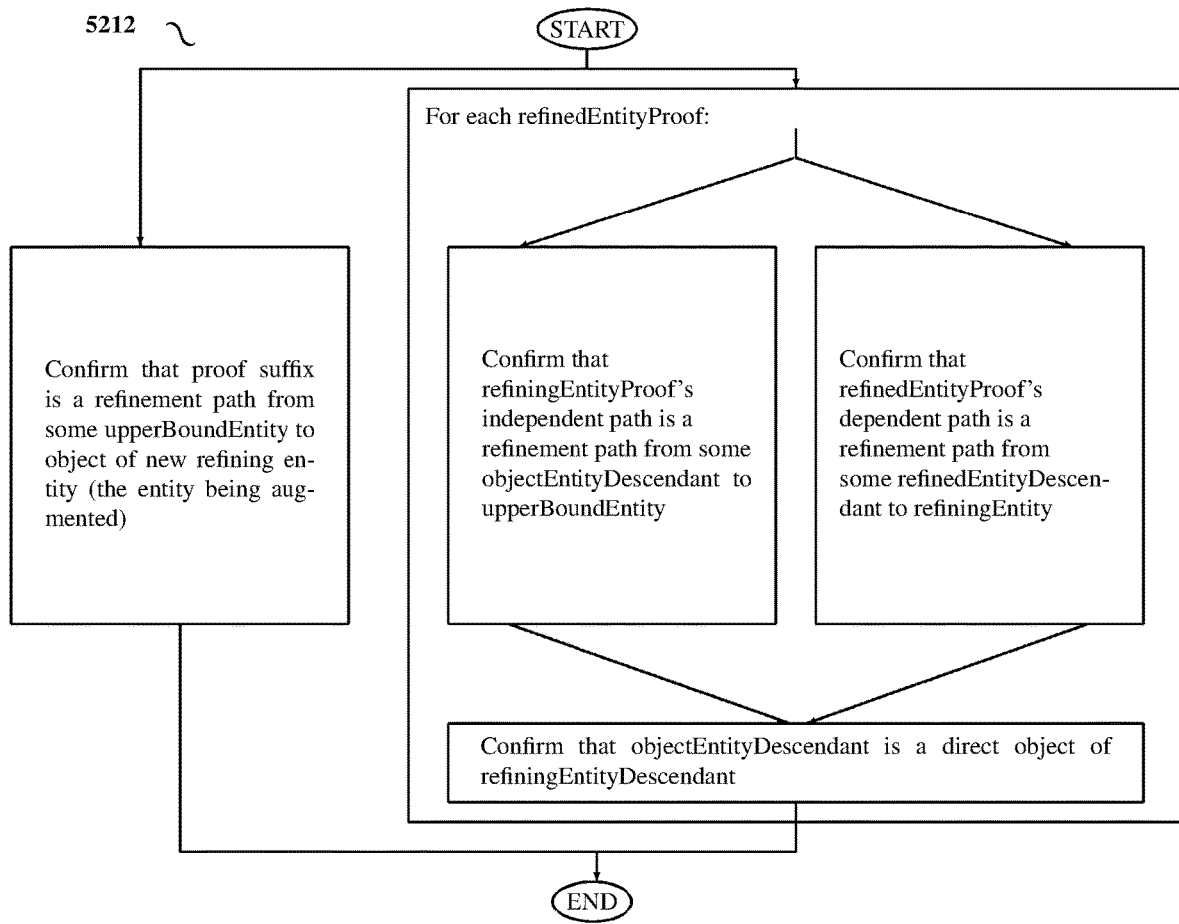 5212
START
For each refinedEntityProof:
Confirm that proof suffix
is a refinement path from
some upperBoundEntity to
object of new refining en-
tity (the entity being aug-
mented)
Confirm that
refiningEntityProof's
independent path is a
refinement path from some
objectEntityDescendant to
upperBoundEntity
Confirm that
refinedEntityProof's
dependent path is a
refinement path from
some refinedEntityDescen-
dant to refiningEntity
Confirm that objectEntityDescendant is a direct object of
refiningEntityDescendant
END